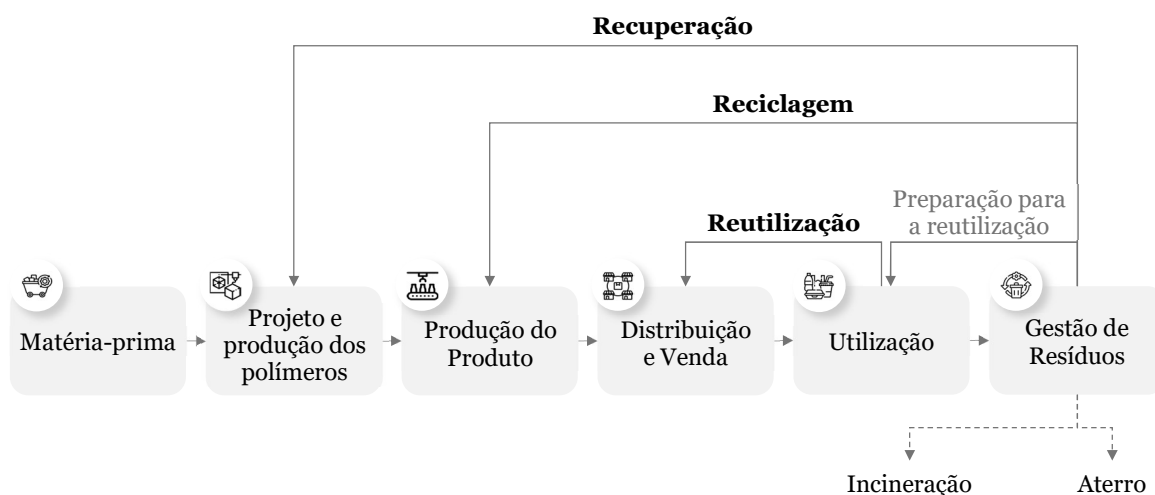 Recuperação
Reciclagem
Preparação para
a reutilização
Reutilização
Matéria-prima
Projeto e
produção dos
polímeros
Produção do
Produto
Distribuição
e Venda
Utilização
Gestão de
Resíduos
Incineração
Aterro